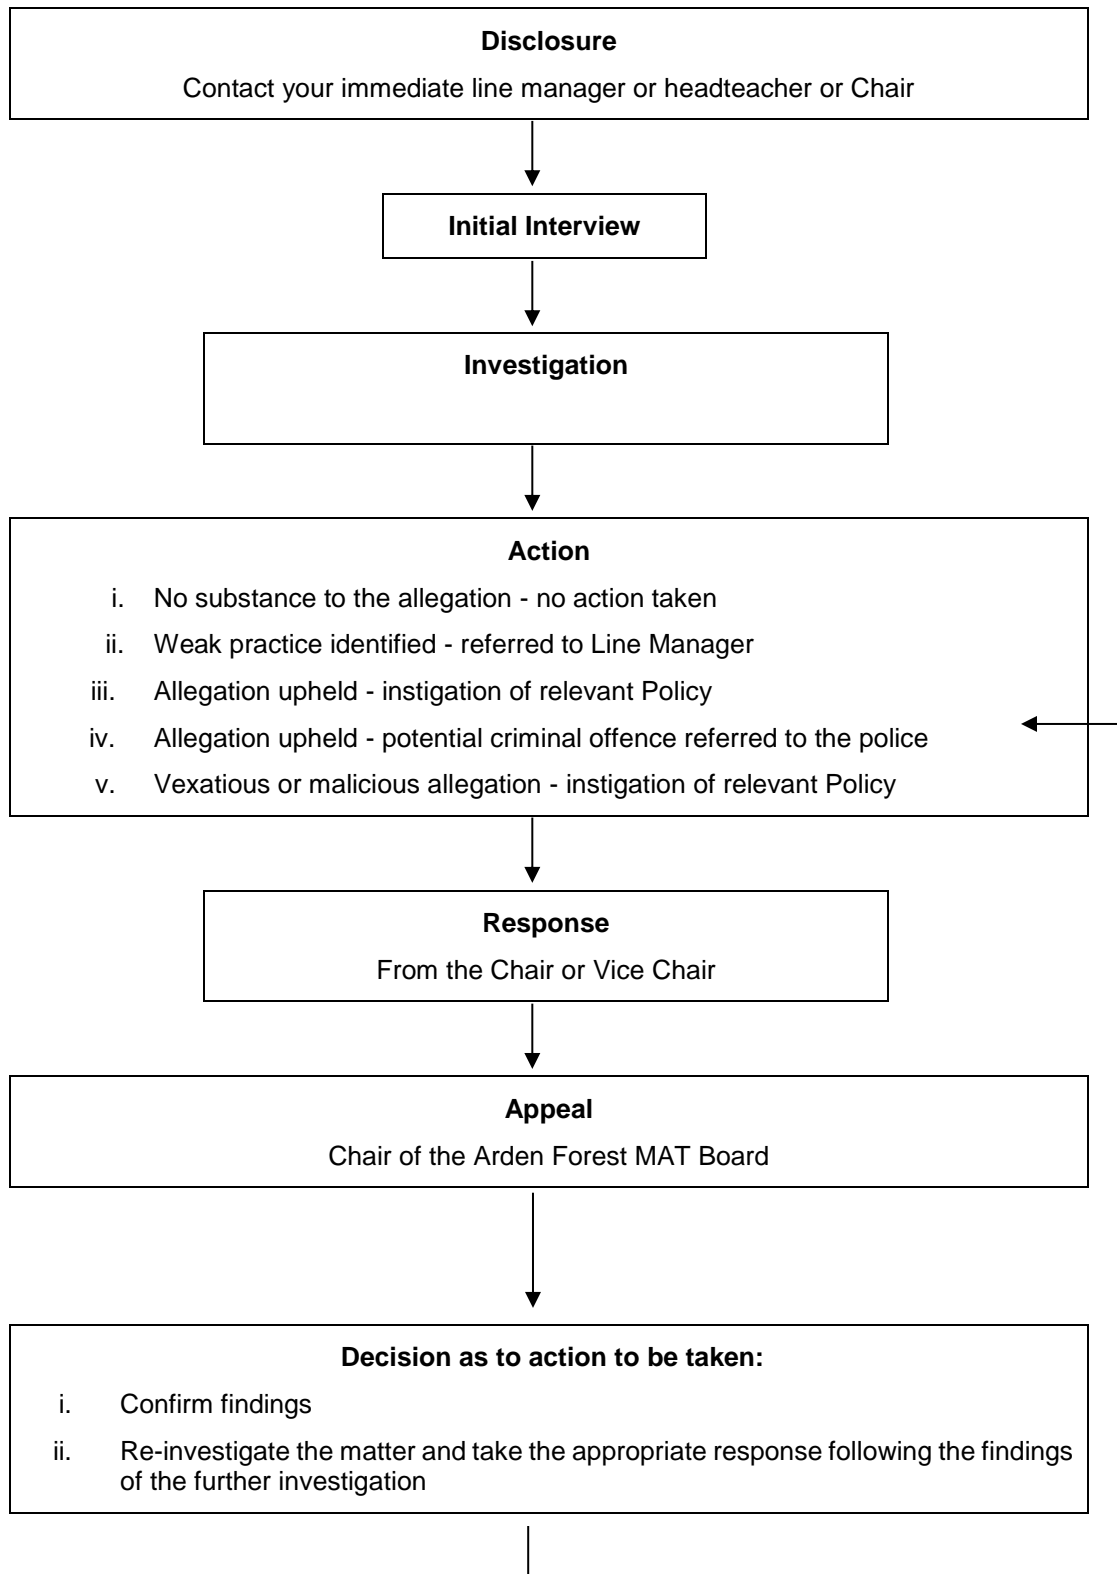 Disclosure
Contact your immediate line manager or headteacher or Chair
Initial Interview
Investigation
Action
i. No substance to the allegation - no action taken
ii. Weak practice identified - referred to Line Manager
iii. Allegation upheld - instigation of relevant Policy
iv. Allegation upheld - potential criminal offence referred to the police
v. Vexatious or malicious allegation - instigation of relevant Policy
Response
From the Chair or Vice Chair
Appeal
Chair of the Arden Forest MAT Board
Decision as to action to be taken:
i. Confirm findings
ii. Re-investigate the matter and take the appropriate response following the findings
of the further investigation